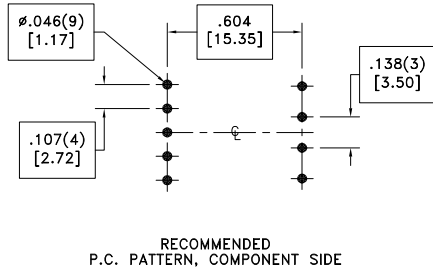 ø.046(9)
[1.17]
.604
[15.35]
.138(3)
[3.50]
.107(4)
[2.72]
℄
RECOMMENDED
P.C. PATTERN, COMPONENT SIDE